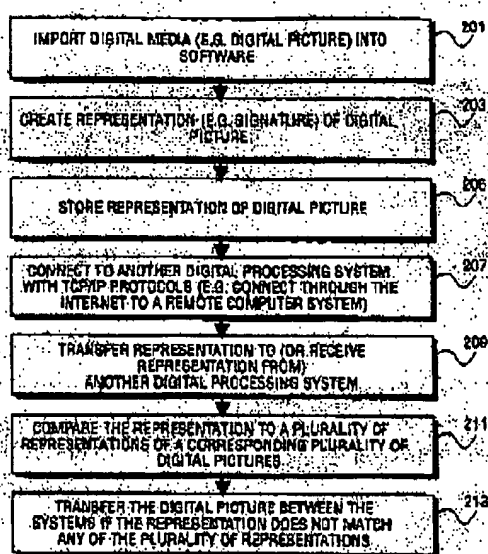 IMPORT DIGITAL MEDIA (E.G. DIGITAL PICTURE) INTO
SOFTWARE
201
CREATE REPRESENTATION (E.G. SIGNATURE) OF DIGITAL
PICTURE.
203
STORE REPRESENTATION OF DIGITAL PICTURE
205
CONNECT TO ANOTHER DIGITAL PROCESSING SYSTEM
WITH TCP/IP PROTOCOLS (E.G. CONNECT THROUGH THE
INTERNET TO A REMOTE COMPUTER SYSTEM)
207
TRANSFER REPRESENTATION TO (OR RECEIVE
REPRESENTATION FROM)
ANOTHER DIGITAL PROCESSING SYSTEM
209
COMPARE THE REPRESENTATION TO A PLURALITY OF
REPRESENTATIONS OF A CORRESPONDING PLURALITY OF
DIGITAL PICTURES.
211
TRANSFER THE DIGITAL PICTURE BETWEEN THE
SYSTEMS IF THE REPRESENTATION DOES NOT MATCH
ANY OF THE PLURALITY OF REPRESENTATIONS
213